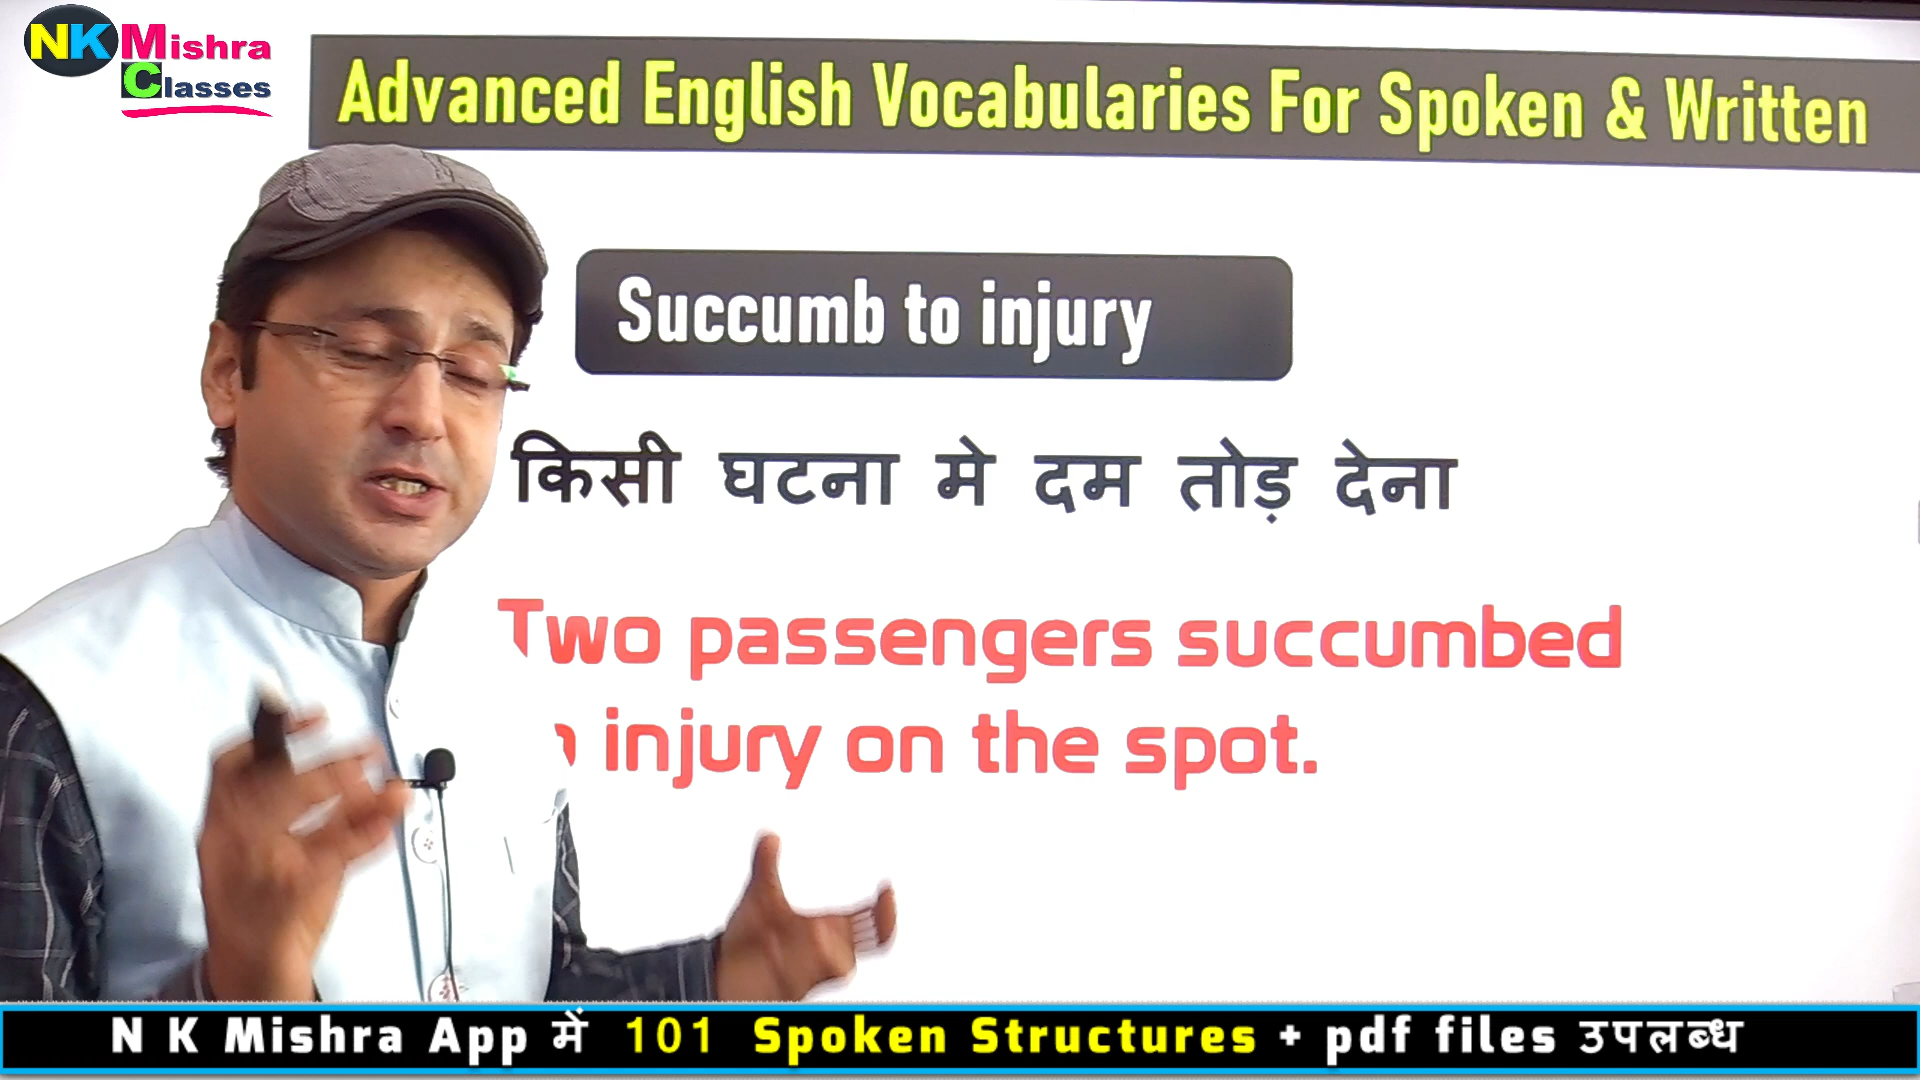 NK Mishra
Classes
Advanced English Vocabularies For Spoken & Written
Succumb to injury
किसी घटना मे दम तोड़ देना
Two passengers succumbed
injury on the spot.
N K Mishra App में 101 Spoken Structures + pdf files उपलब्ध